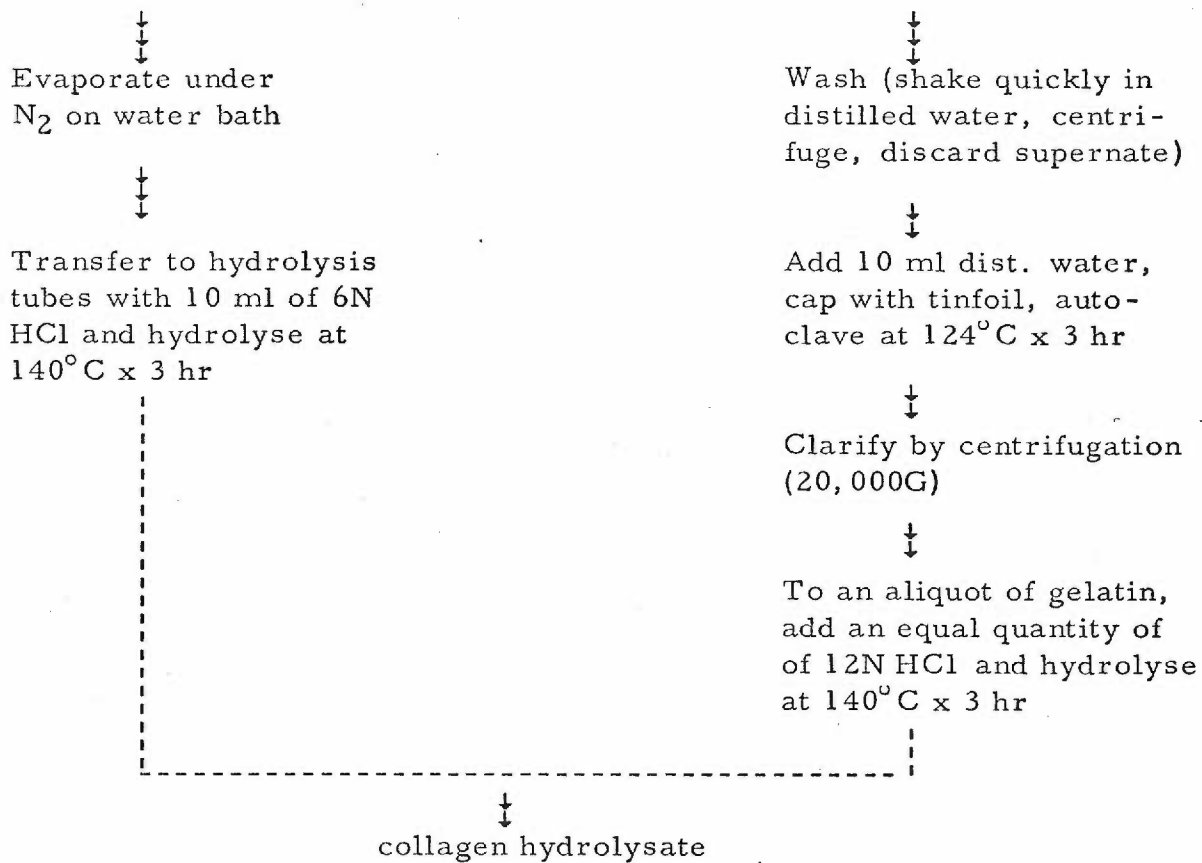 Evaporate under
N2 on water bath
Transfer to hydrolysis
tubes with 10 ml of 6N
HCl and hydrolyse at
140°C x 3 hr
Wash (shake quickly in
distilled water, centri-
fuge, discard supernate)
Add 10 ml dist. water,
cap with tinfoil, auto-
clave at 124°C x 3 hr
Clarify by centrifugation
(20,000G)
To an aliquot of gelatin,
add an equal quantity of
of 12N HCl and hydrolyse
at 140°C x 3 hr
collagen hydrolysate